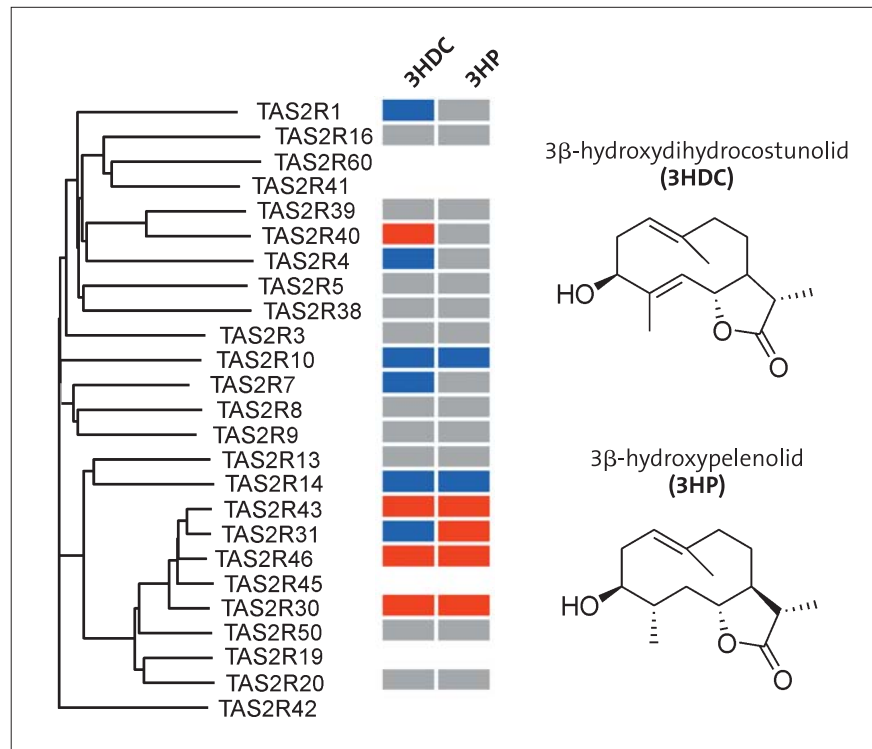 3HDC
3HP
TAS2R1
TAS2R16
TAS2R60
TAS2R41
TAS2R39
TAS2R40
TAS2R4
TAS2R5
TAS2R38
TAS2R3
TAS2R10
TAS2R7
TAS2R8
TAS2R9
TAS2R13
TAS2R14
TAS2R43
TAS2R31
TAS2R46
TAS2R45
TAS2R30
TAS2R50
TAS2R19
TAS2R20
TAS2R42
3β-hydroxydihydrocostunolid
(3HDC)
HO
O
O
3β-hydroxypelenolid
(3HP)
HO
O
O